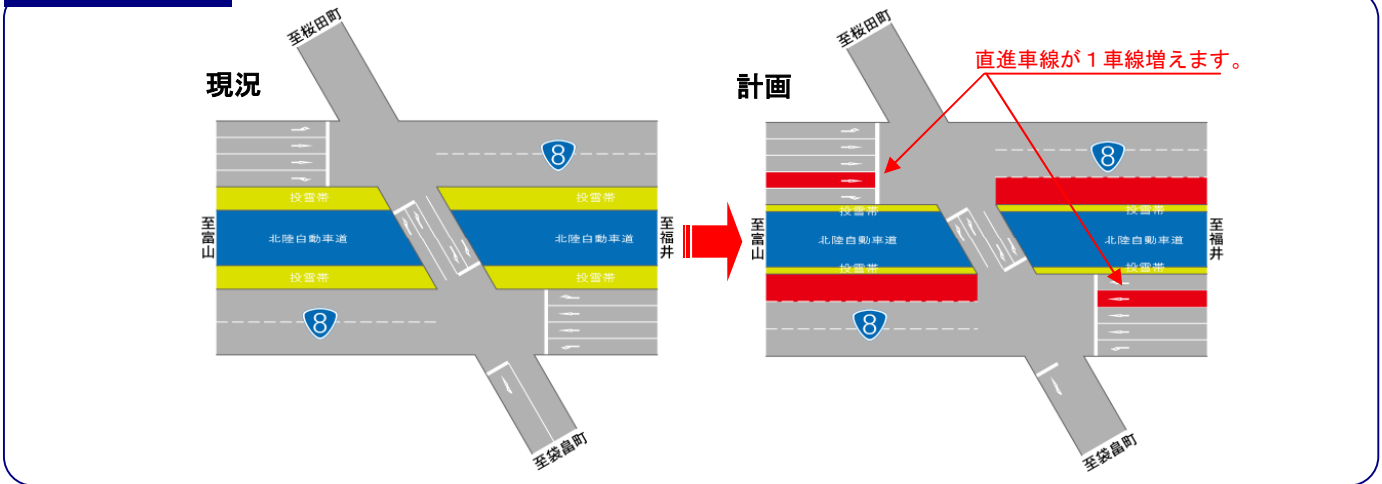 現況
至桜田町
8
投雪帯
投雪帯
至富山
北陸自動車道
北陸自動車道
至福井
投雪帯
投雪帯
8
至袋畠町
計画
至桜田町
直進車線が1車線増えます。
8
投雪帯
投雪帯
至富山
北陸自動車道
北陸自動車道
至福井
投雪帯
投雪帯
8
至袋畠町